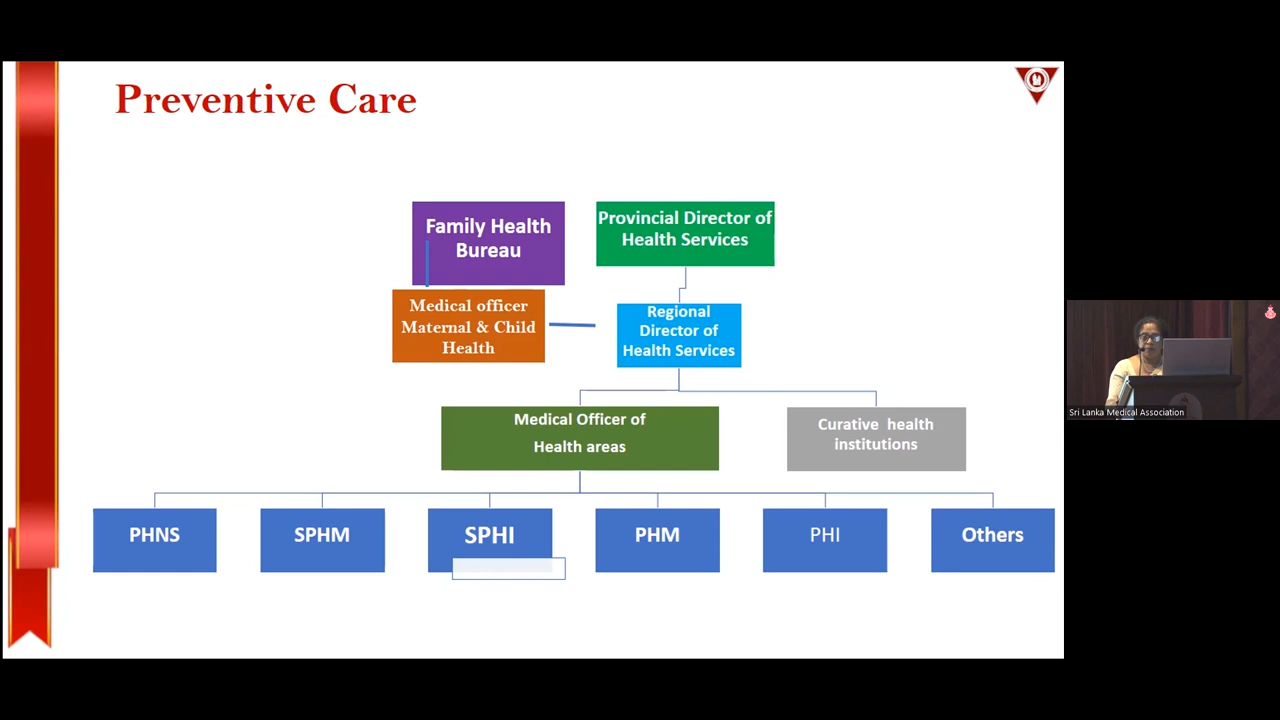 Preventive Care
Family Health
Bureau
Provincial Director of
Health Services
Medical officer
Maternal & Child
Health
Regional
Director of
Health Services
Medical Officer of
Health areas
Curative health
institutions
PHNS
SPHM
SPHI
PHM
PHI
Others
Sri Lanka Medical Association